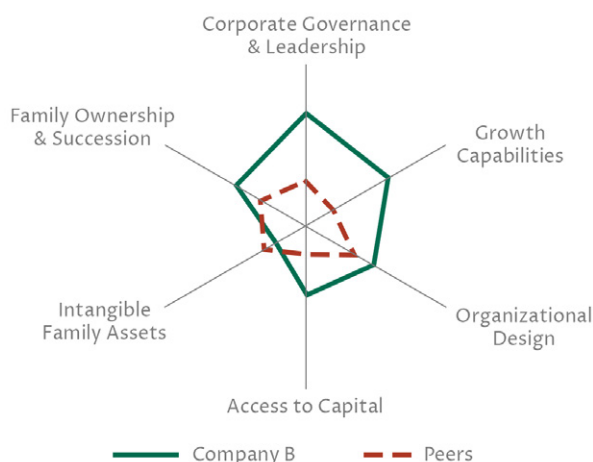 Corporate Governance
& Leadership
Family Ownership
& Succession
Growth
Capabilities
Intangible
Family Assets
Organizational
Design
Access to Capital
Company B
Peers